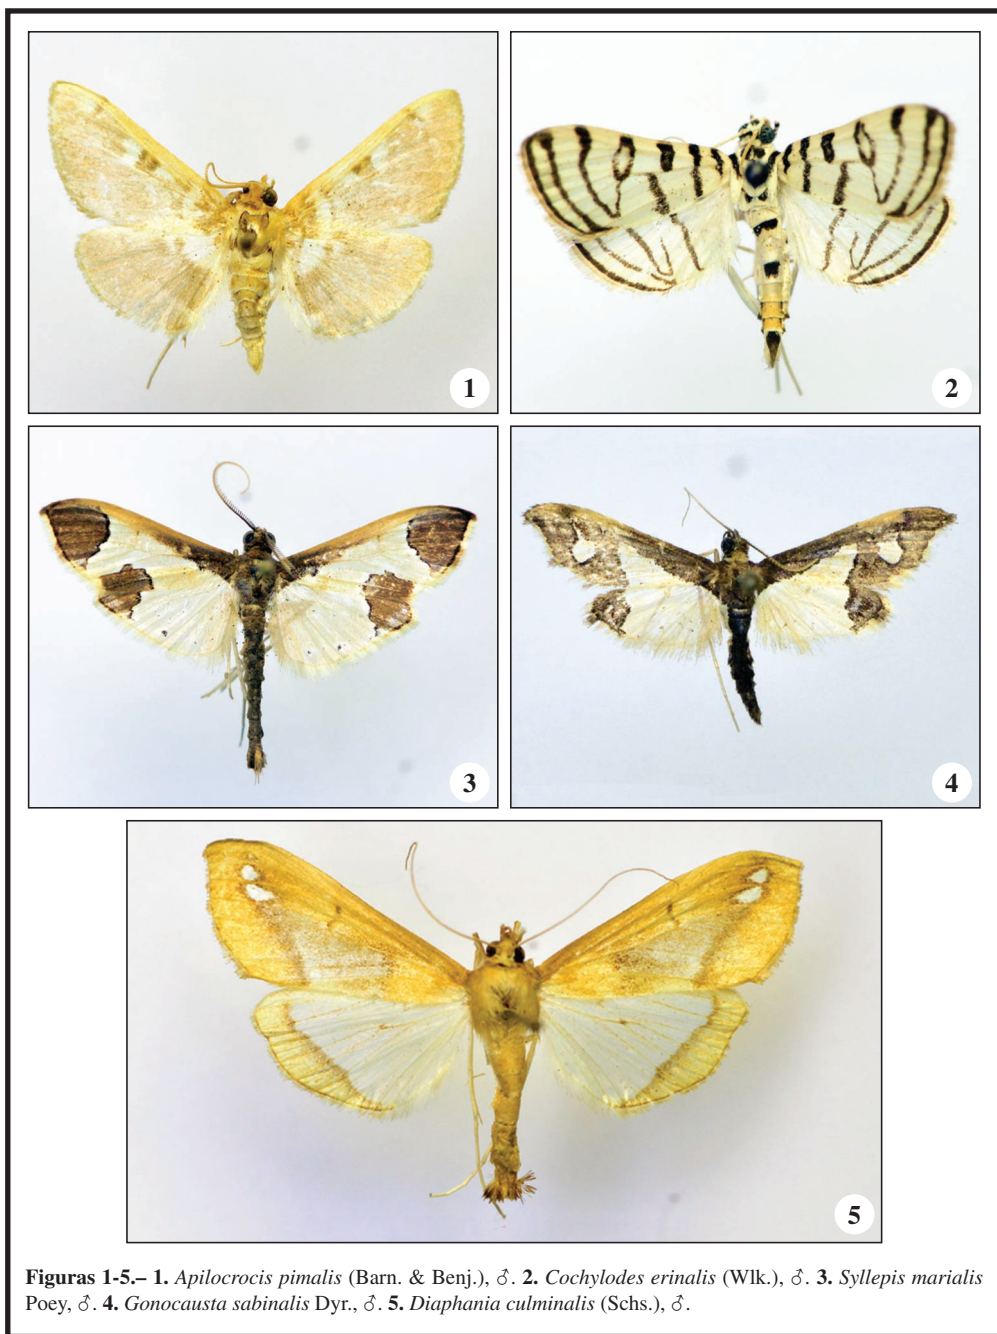 1
2
3
4
5
Figuras 1-5.– 1. Apilocrocis pimalis (Barn. & Benj.), ♂. 2. Cochylodes erinalis (Wlk.), ♂. 3. Syllepis marialis
Poey, ♂. 4. Gonocausta sabinalis Dyr., ♂. 5. Diaphania culminalis (Schs.), ♂.